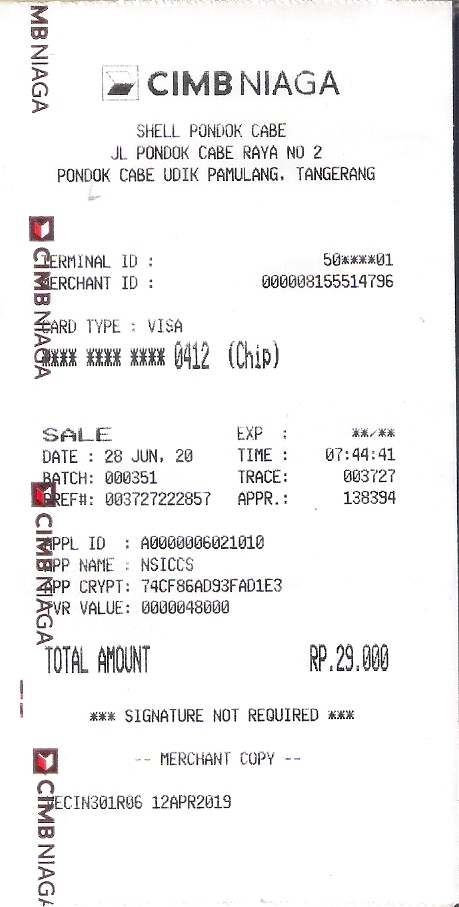 MB NIAGA
CIMB NIAGA
SHELL PONDOK CABE
JL PONDOK CABE RAYA NO 2
PONDOK CABE UDIK PAMULANG, TANGERANG
TERMINAL ID : 50****01
MERCHANT ID : 000008155514796
CIMB NIAGA
CARD TYPE : VISA
**** **** **** 0412 (Chip)
SALE EXP : **/**
DATE : 28 JUN, 20 TIME : 07:44:41
BATCH: 000351 TRACE: 003727
RREF#: 003727222857 APPR.: 138394
CIMB NIAGA
APPL ID : A0000006021010
APP NAME : NSICCS
APP CRYPT: 74CF86AD93FAD1E3
TVR VALUE: 0000048000
TOTAL AMOUNT RP.29.000
*** SIGNATURE NOT REQUIRED ***
-- MERCHANT COPY --
CIMB NIAGA
ECIN301R06 12APR2019